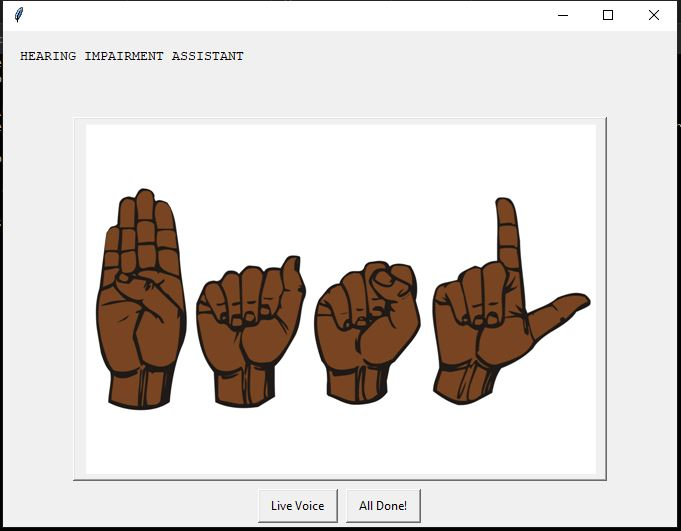 HEARING IMPAIRMENT ASSISTANT
Live Voice
All Done!